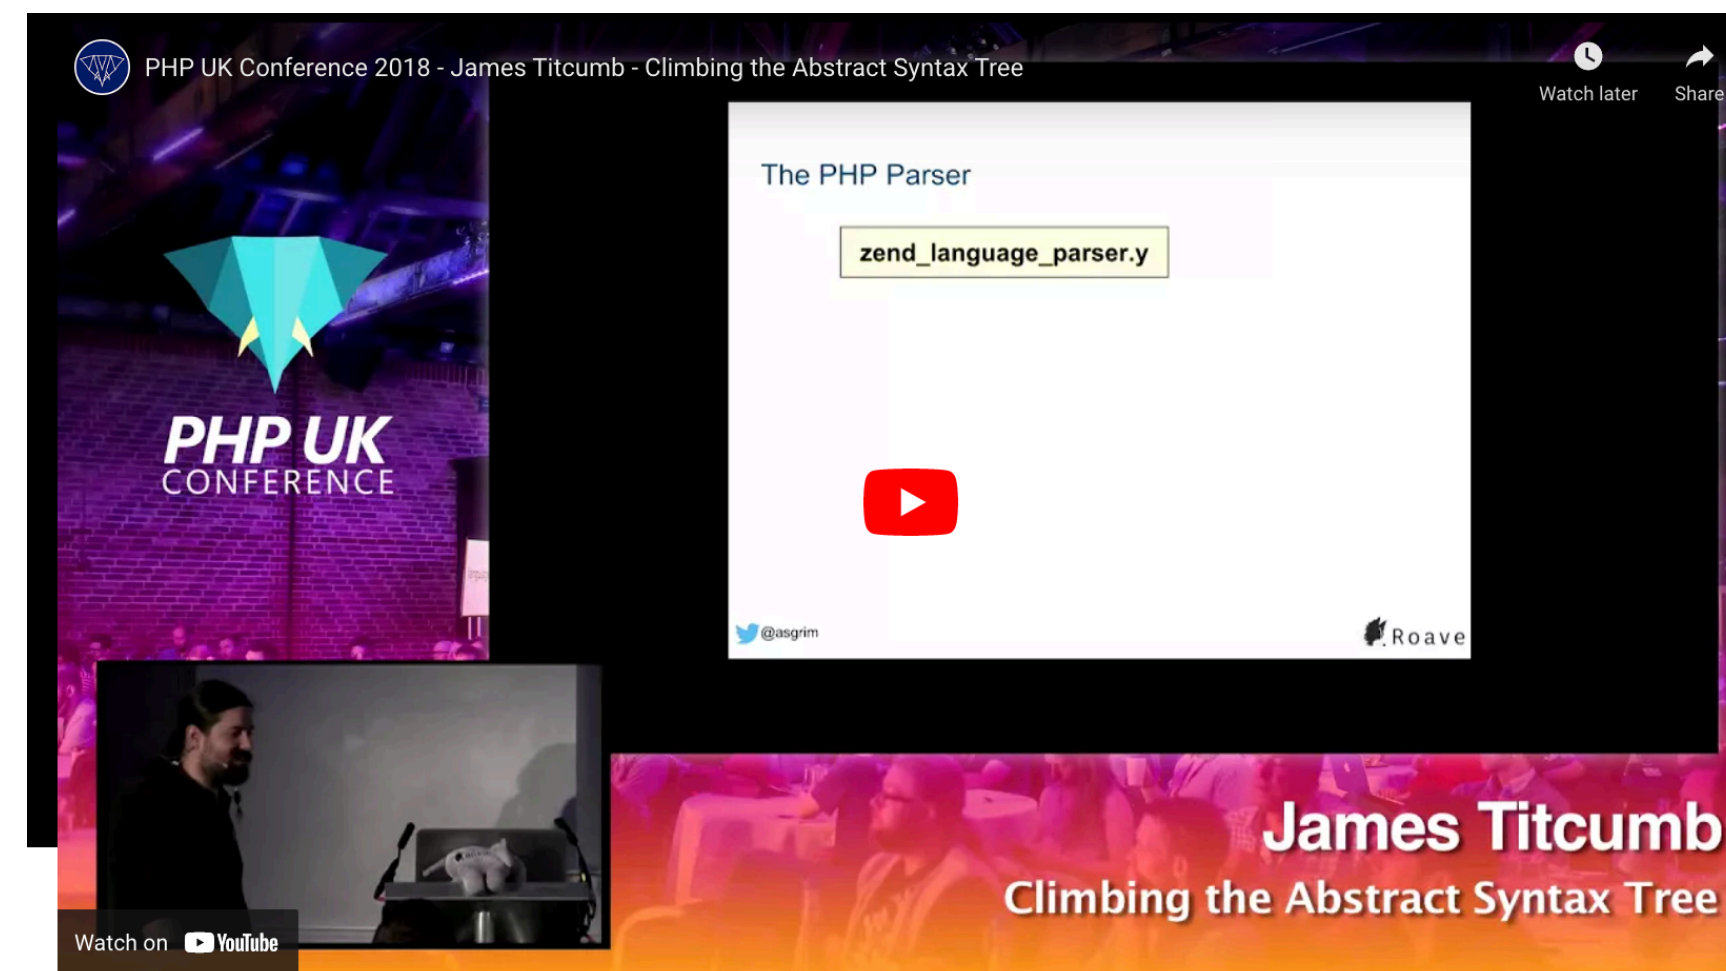 PHP UK Conference 2018 - James Titcumb - Climbing the Abstract Syntax Tree
Watch later
Share
The PHP Parser
zend_language_parser.y
PHP UK
CONFERENCE
@asgrim
Roave
James Titcumb
Climbing the Abstract Syntax Tree
Watch on YouTube